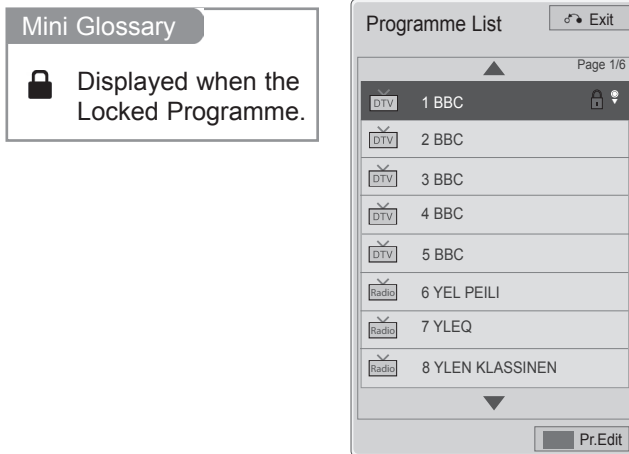 Mini Glossary
Displayed when the
Locked Programme.
Programme List
Exit
Page 1/6
DTV 1 BBC
DTV 2 BBC
DTV 3 BBC
DTV 4 BBC
DTV 5 BBC
Radio 6 YEL PEILI
Radio 7 YLEQ
Radio 8 YLEN KLASSINEN
Pr.Edit